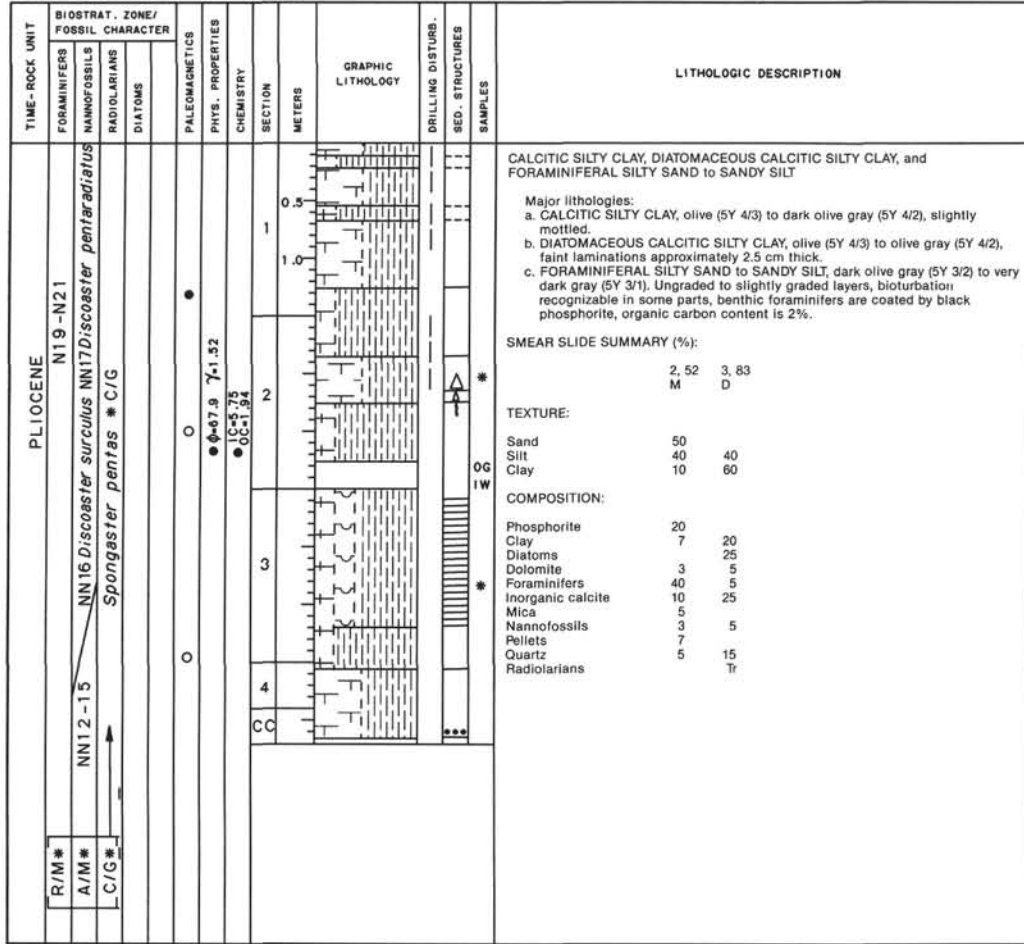 TIME-ROCK UNIT
BIOSTRAT. ZONE/
FOSSIL CHARACTER
FORAMINIFERS
NANNOFOSSILS
RADIOLARIANS
DIATOMS
PALEOMAGNETICS
PHYS. PROPERTIES
CHEMISTRY
SECTION
METERS
GRAPHIC
LITHOLOGY
DRILLING DISTURB.
SED. STRUCTURES
SAMPLES
LITHOLOGIC DESCRIPTION
PLIOCENE
N19-N21
R/M*
NN16 Discoaster surculus NN17 Discoaster pentaradiatus
NN12-15
A/M*
Spongaster pentas * C/G
C/G*
φ=67.9 γ=1.52
IC=5.75
OC=1.94
1
2
3
4
CC
0.5
1.0
*
OG
IW
*
CALCITIC SILTY CLAY, DIATOMACEOUS CALCITIC SILTY CLAY, and
FORAMINIFERAL SILTY SAND to SANDY SILT
Major lithologies:
a. CALCITIC SILTY CLAY, olive (5Y 4/3) to dark olive gray (5Y 4/2), slightly
mottled.
b. DIATOMACEOUS CALCITIC SILTY CLAY, olive (5Y 4/3) to olive gray (5Y 4/2),
faint laminations approximately 2.5 cm thick.
c. FORAMINIFERAL SILTY SAND to SANDY SILT, dark olive gray (5Y 3/2) to very
dark gray (5Y 3/1). Ungraded to slightly graded layers, bioturbation
recognizable in some parts, benthic foraminifers are coated by black
phosphorite, organic carbon content is 2%.
SMEAR SLIDE SUMMARY (%):
2, 52 3, 83
M D
TEXTURE:
Sand 50
Silt 40 40
Clay 10 60
COMPOSITION:
Phosphorite 20
Clay 7 20
Diatoms 25
Dolomite 3 5
Foraminifers 40 5
Inorganic calcite 10 25
Mica 5
Nannofossils 3 5
Pellets 7
Quartz 5 15
Radiolarians Tr